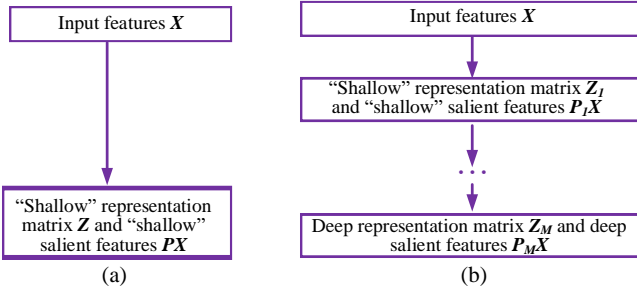 Input features X
"Shallow" representation
matrix Z and "shallow"
salient features PX
(a)
Input features X
"Shallow" representation matrix Z1
and "shallow" salient features P1X
...
Deep representation matrix ZM and deep
salient features PMX
(b)